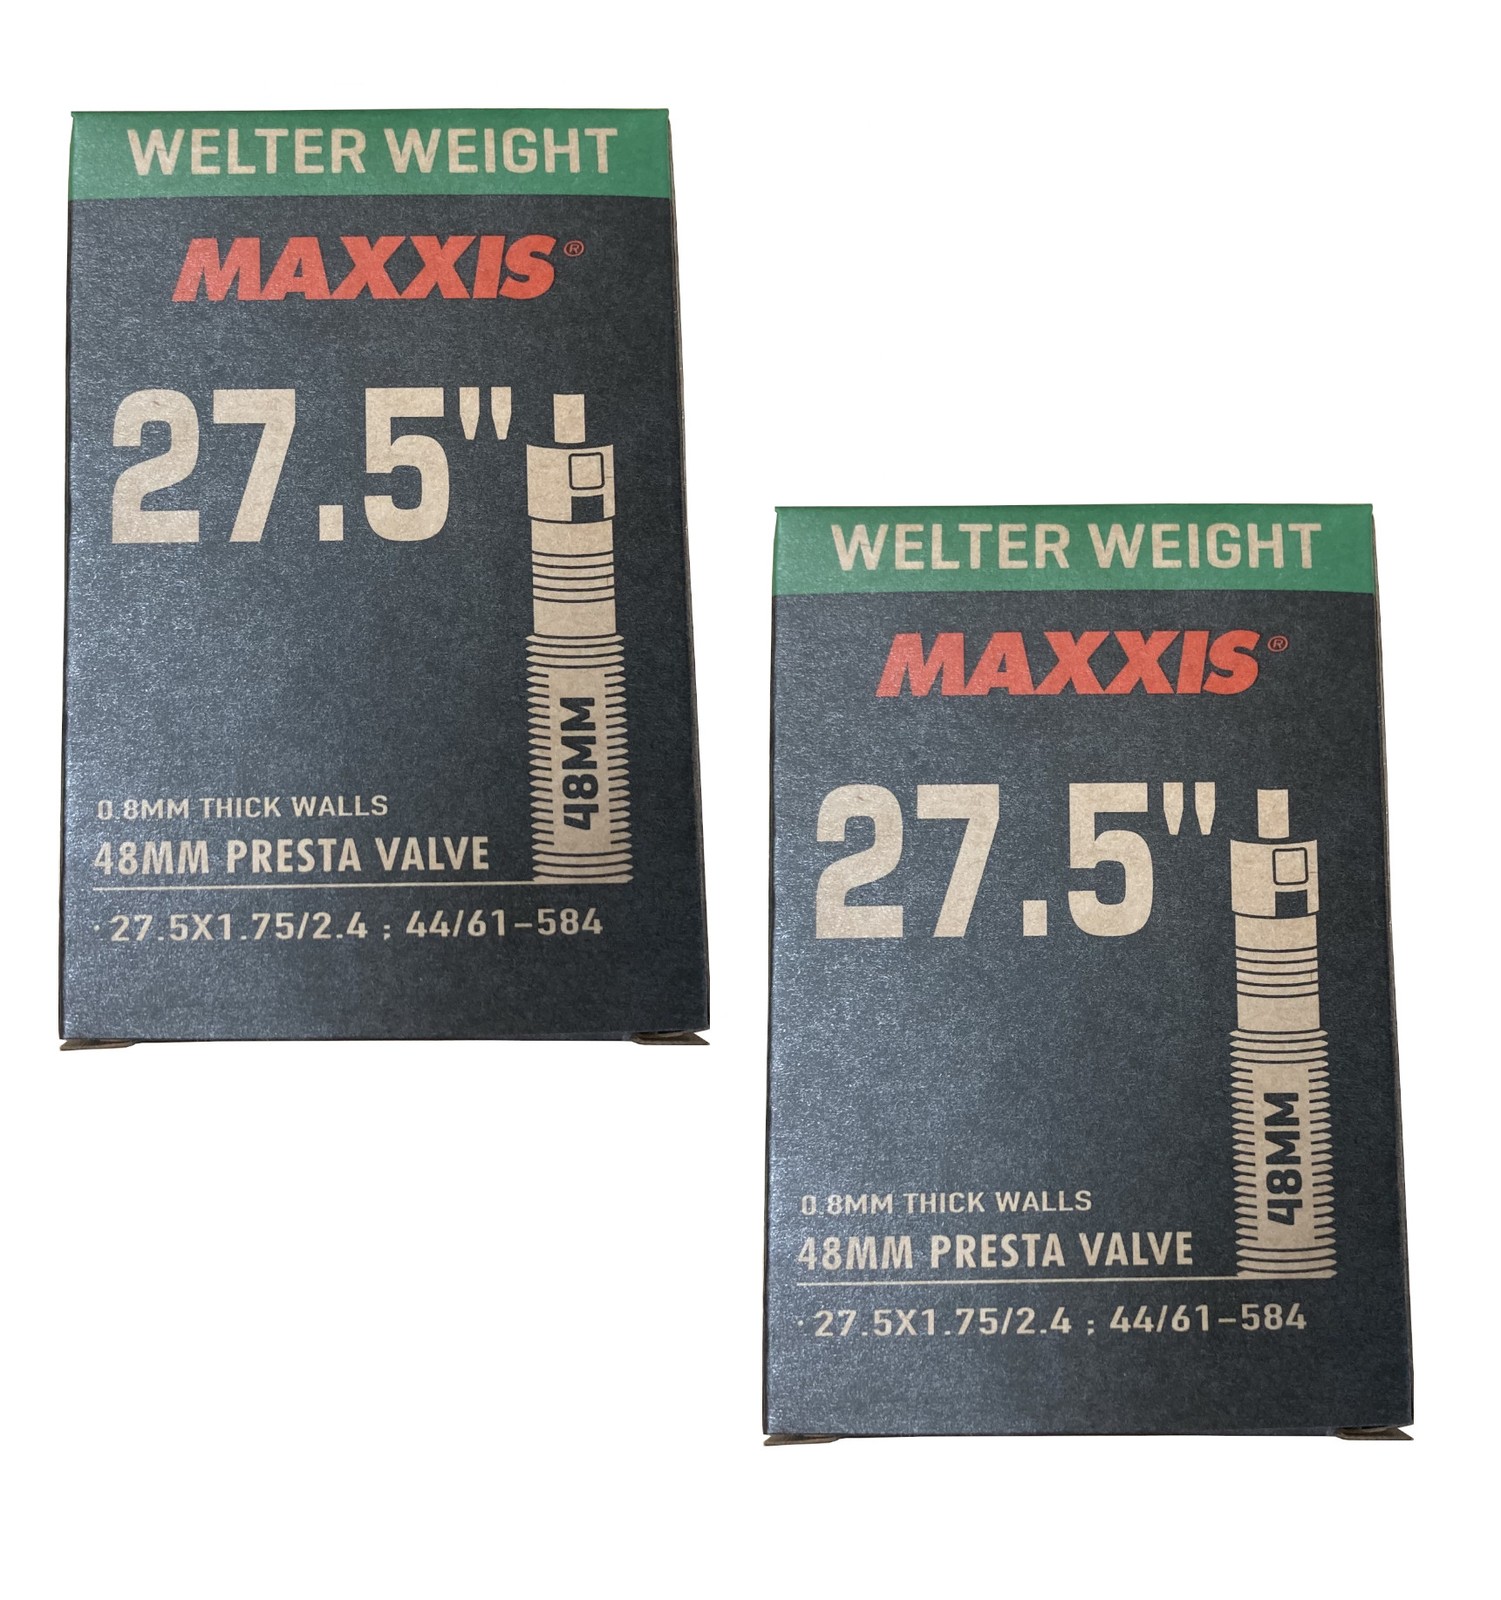 WELTER WEIGHT
MAXXIS®
27.5"
48MM
0.8MM THICK WALLS
48MM PRESTA VALVE
· 27.5X1.75/2.4 ; 44/61-584
WELTER WEIGHT
MAXXIS®
27.5"
48MM
0.8MM THICK WALLS
48MM PRESTA VALVE
· 27.5X1.75/2.4 ; 44/61-584